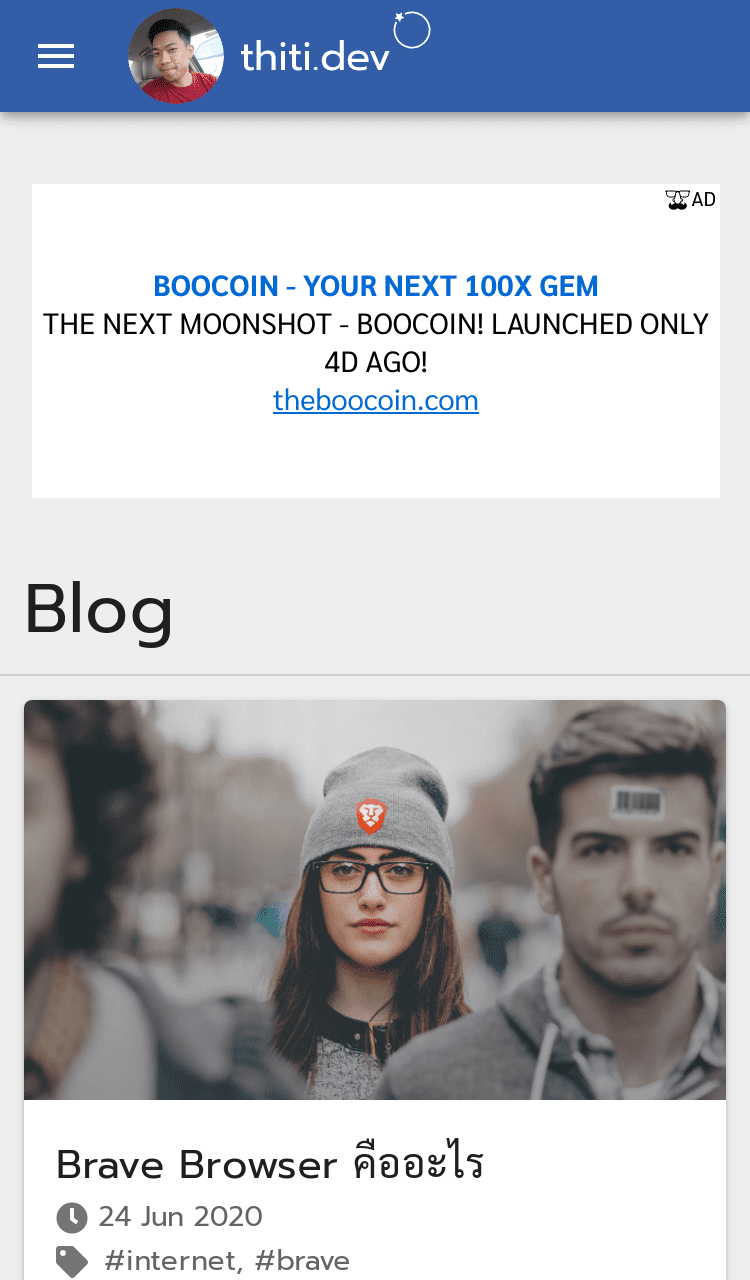 thiti.dev
AD
BOOCOIN - YOUR NEXT 100X GEM
THE NEXT MOONSHOT - BOOCOIN! LAUNCHED ONLY
4D AGO!
theboocoin.com
Blog
Brave Browser คืออะไร
24 Jun 2020
#internet, #brave